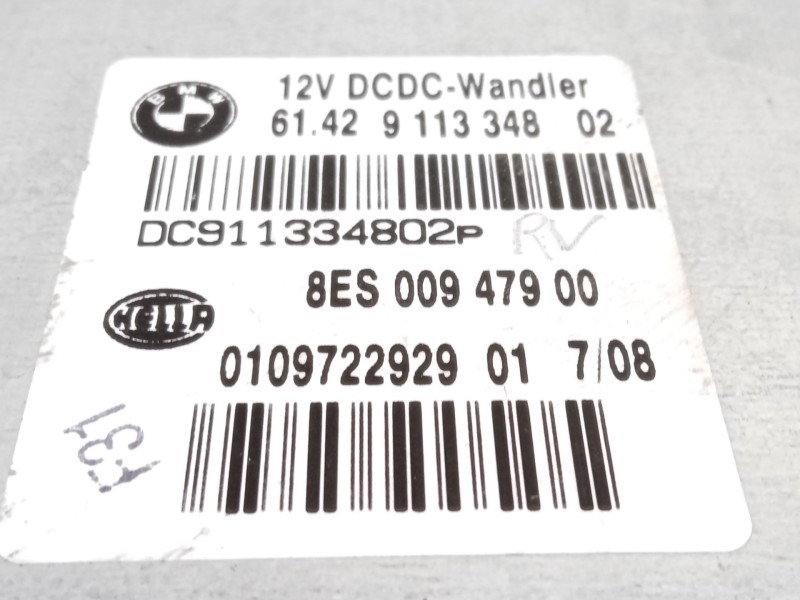 BMW
12V DCDC-Wandler
61.42 9 113 348 02
DC911334802P
RV
8ES 009 479 00
HELLA
0109722929 01 7/08